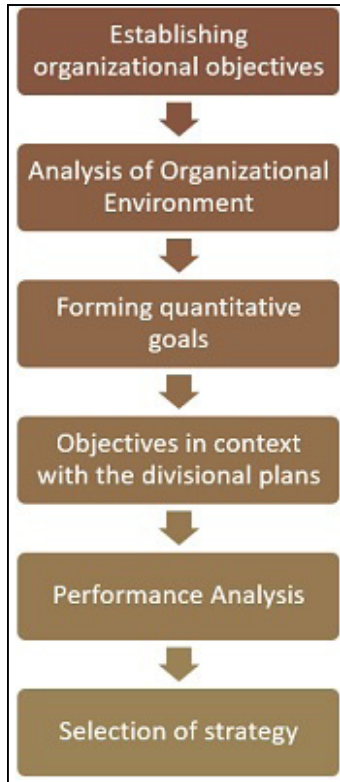 Establishing
organizational objectives
Analysis of Organizational
Environment
Forming quantitative
goals
Objectives in context
with the divisional plans
Performance Analysis
Selection of strategy